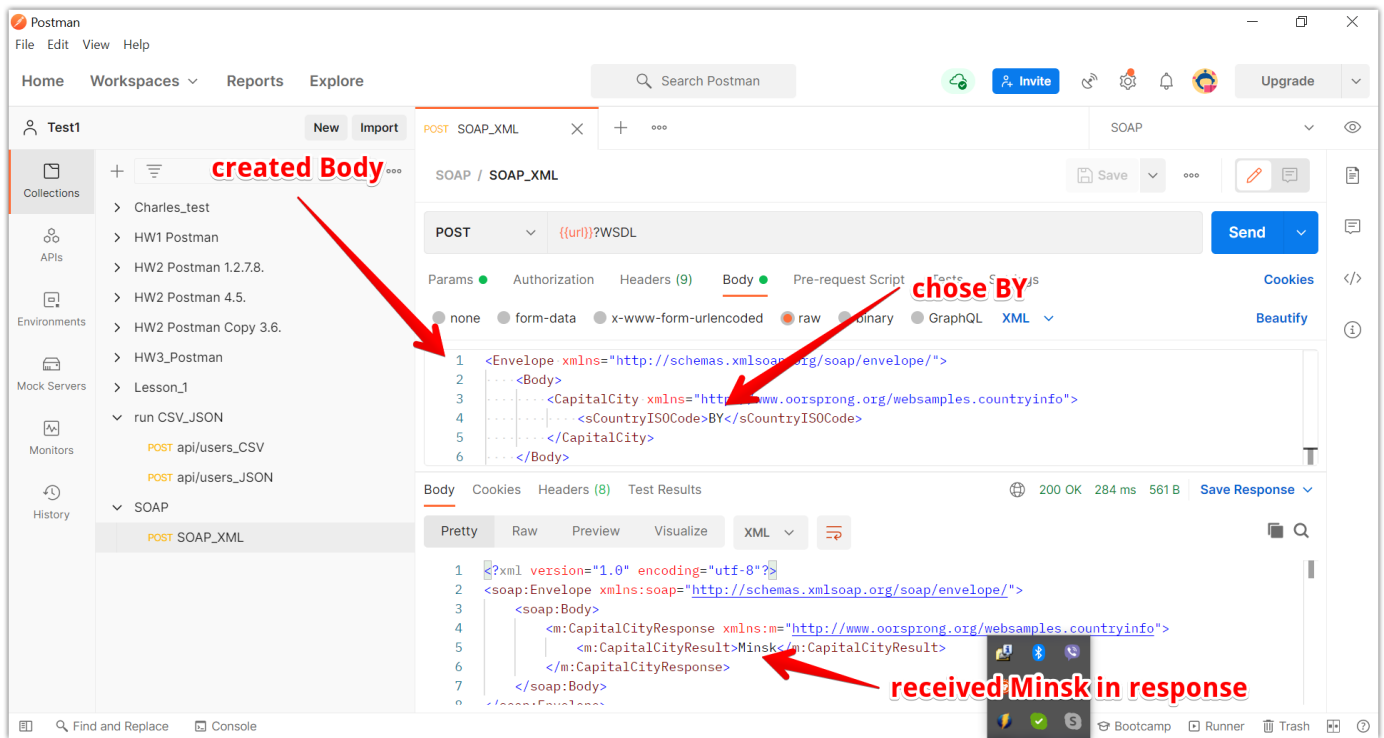 Postman
File Edit View Help
Home Workspaces Reports Explore Search Postman Invite Upgrade
Test1 New Import
POST SOAP_XML
SOAP
created Body
SOAP / SOAP_XML
Save
Collections
APIs
Environments
Mock Servers
Monitors
History
Charles_test
HW1 Postman
HW2 Postman 1.2.7.8.
HW2 Postman 4.5.
HW2 Postman Copy 3.6.
HW3_Postman
Lesson_1
run CSV_JSON
POST api/users_CSV
POST api/users_JSON
SOAP
POST SOAP_XML
POST {{url}}?WSDL Send
Params Authorization Headers (9) Body Pre-request Script Tests Settings Cookies
chose BY
none form-data x-www-form-urlencoded raw binary GraphQL XML Beautify
1 <Envelope xmlns="http://schemas.xmlsoap.org/soap/envelope/">
2 <Body>
3 <CapitalCity xmlns="http://www.oorsprong.org/websamples.countryinfo">
4 <sCountryISOCode>BY</sCountryISOCode>
5 </CapitalCity>
6 </Body>
Body Cookies Headers (8) Test Results 200 OK 284 ms 561 B Save Response
Pretty Raw Preview Visualize XML
1 <?xml version="1.0" encoding="utf-8"?>
2 <soap:Envelope xmlns:soap="http://schemas.xmlsoap.org/soap/envelope/">
3 <soap:Body>
4 <m:CapitalCityResponse xmlns:m="http://www.oorsprong.org/websamples.countryinfo">
5 <m:CapitalCityResult>Minsk</m:CapitalCityResult>
6 </m:CapitalCityResponse>
7 </soap:Body>
8 </soap:Envelope>
received Minsk in response
Find and Replace Console Bootcamp Runner Trash